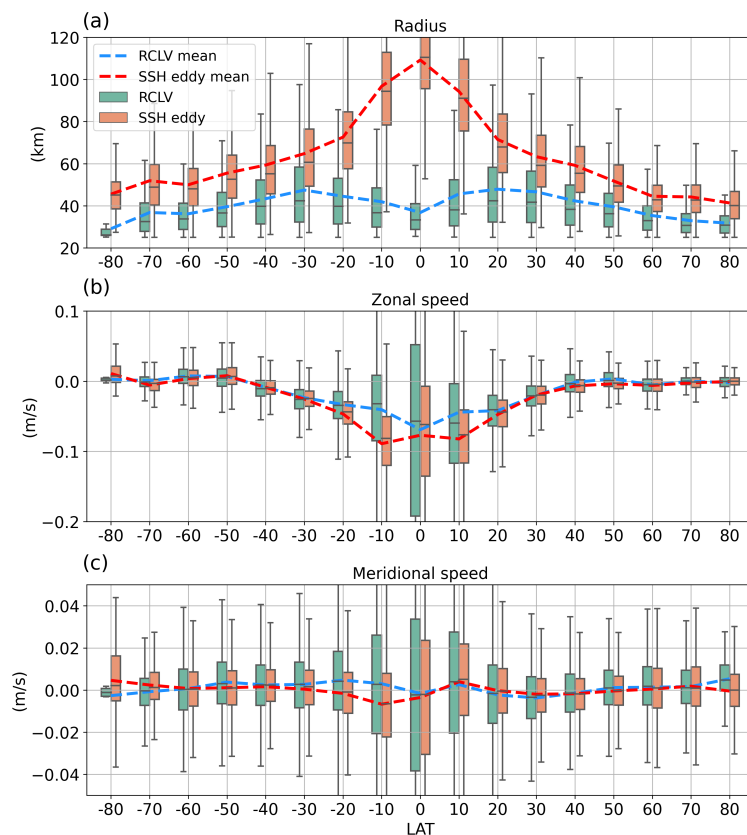 (a)
Radius
120
100
80
60
40
20
(km)
RCLV mean
SSH eddy mean
RCLV
SSH eddy
-80 -70 -60 -50 -40 -30 -20 -10 0 10 20 30 40 50 60 70 80
(b)
Zonal speed
0.1
0.0
−0.1
−0.2
(m/s)
-80 -70 -60 -50 -40 -30 -20 -10 0 10 20 30 40 50 60 70 80
(c)
Meridional speed
0.04
0.02
0.00
−0.02
−0.04
(m/s)
-80 -70 -60 -50 -40 -30 -20 -10 0 10 20 30 40 50 60 70 80
LAT